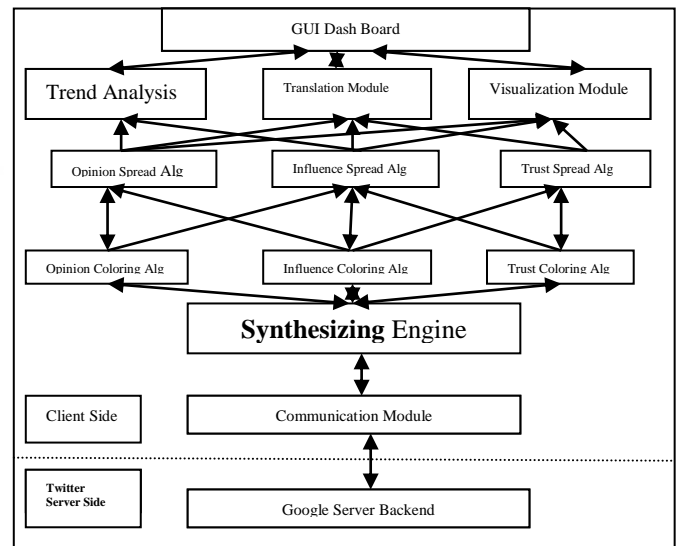 GUI Dash Board
Trend Analysis
Translation Module
Visualization Module
Opinion Spread Alg
Influence Spread Alg
Trust Spread Alg
Opinion Coloring Alg
Influence Coloring Alg
Trust Coloring Alg
Synthesizing Engine
Client Side
Communication Module
Twitter
Server Side
Google Server Backend